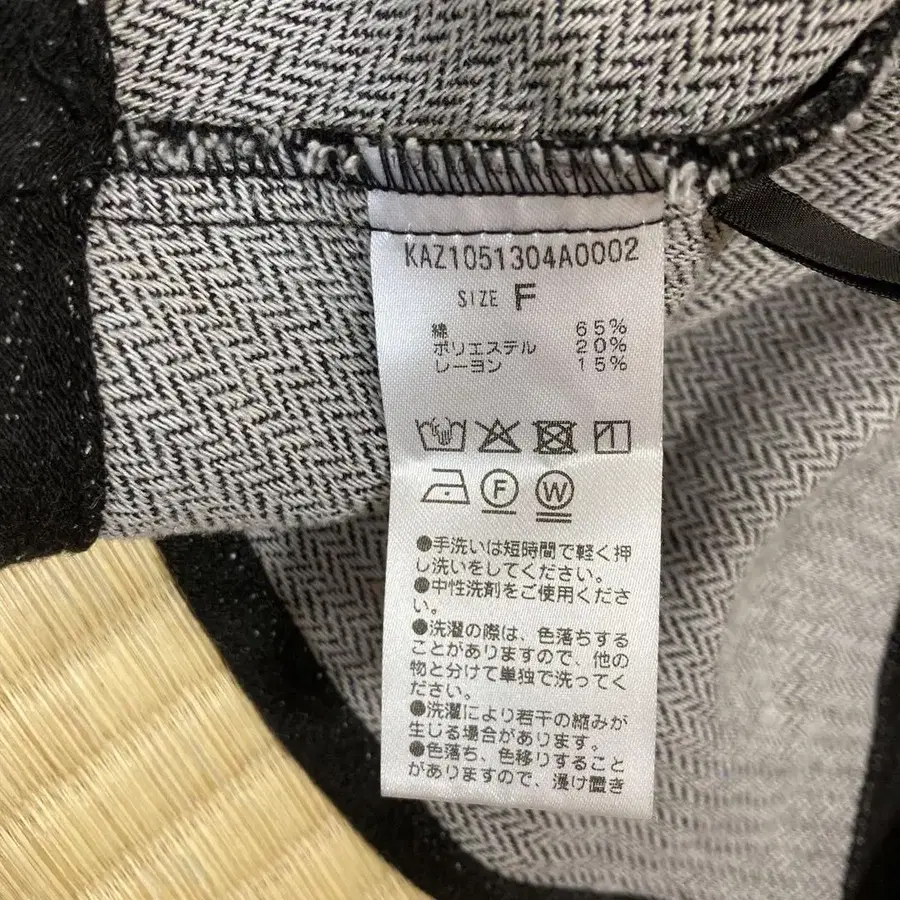 KAZ1051304A0002
SIZE F
綿 65%
ポリエステル 20%
レーヨン 15%
F W
●手洗いは短時間で軽く押
し洗いをしてください。
●中性洗剤をご使用くださ
い。
●洗濯の際は、色落ちする
ことがありますので、他の
物と分けて単独で洗ってく
ださい。
●洗濯により若干の縮みが
生じる場合があります。
●色落ち、色移りすること
がありますので、漫け置き